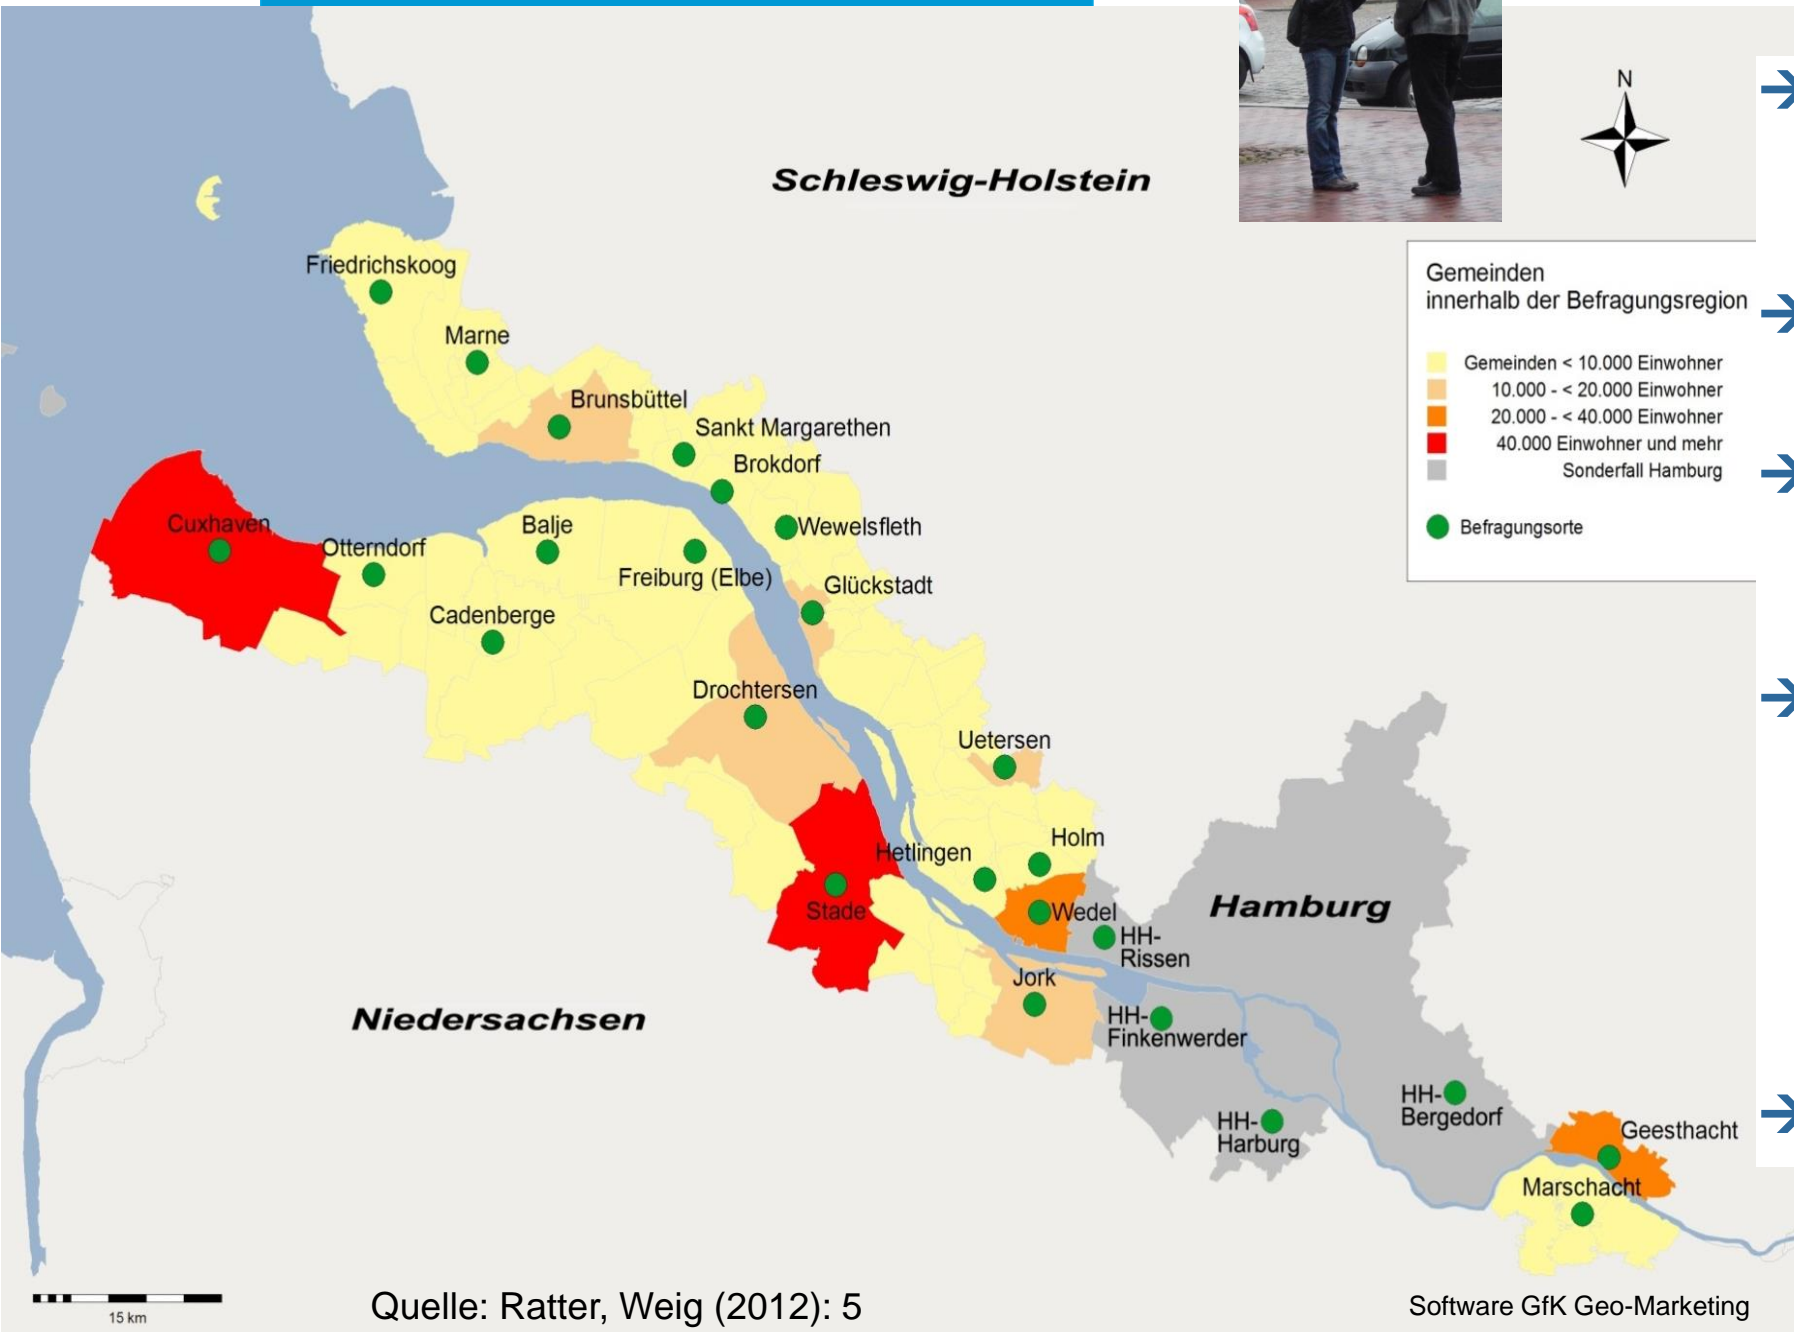 N
Schleswig-Holstein
Friedrichskoog
Marne
Brunsbüttel
Sankt Margarethen
Brokdorf
Wewelsfleth
Cuxhaven
Otterndorf
Balje
Freiburg (Elbe)
Glückstadt
Cadenberge
Drochtersen
Uetersen
Holm
Hetlingen
Stade
Wedel
HH-
Rissen
Hamburg
Jork
HH-
Finkenwerder
Niedersachsen
HH-
Bergedorf
HH-
Harburg
Geesthacht
Marschacht
Gemeinden
innerhalb der Befragungsregion
Gemeinden < 10.000 Einwohner
10.000 - < 20.000 Einwohner
20.000 - < 40.000 Einwohner
40.000 Einwohner und mehr
Sonderfall Hamburg
Befragungsorte
15 km
Quelle: Ratter, Weig (2012): 5
Software GfK Geo-Marketing